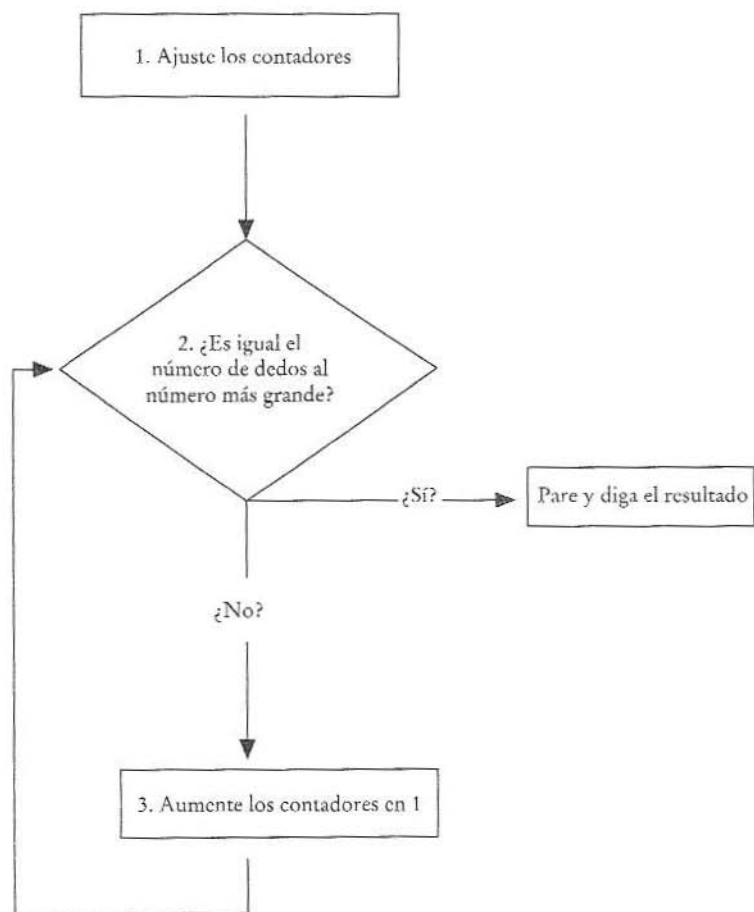 1. Ajuste los contadores
2. ¿Es igual el
número de dedos al
número más grande?
¿Sí?
Pare y diga el resultado
¿No?
3. Aumente los contadores en 1